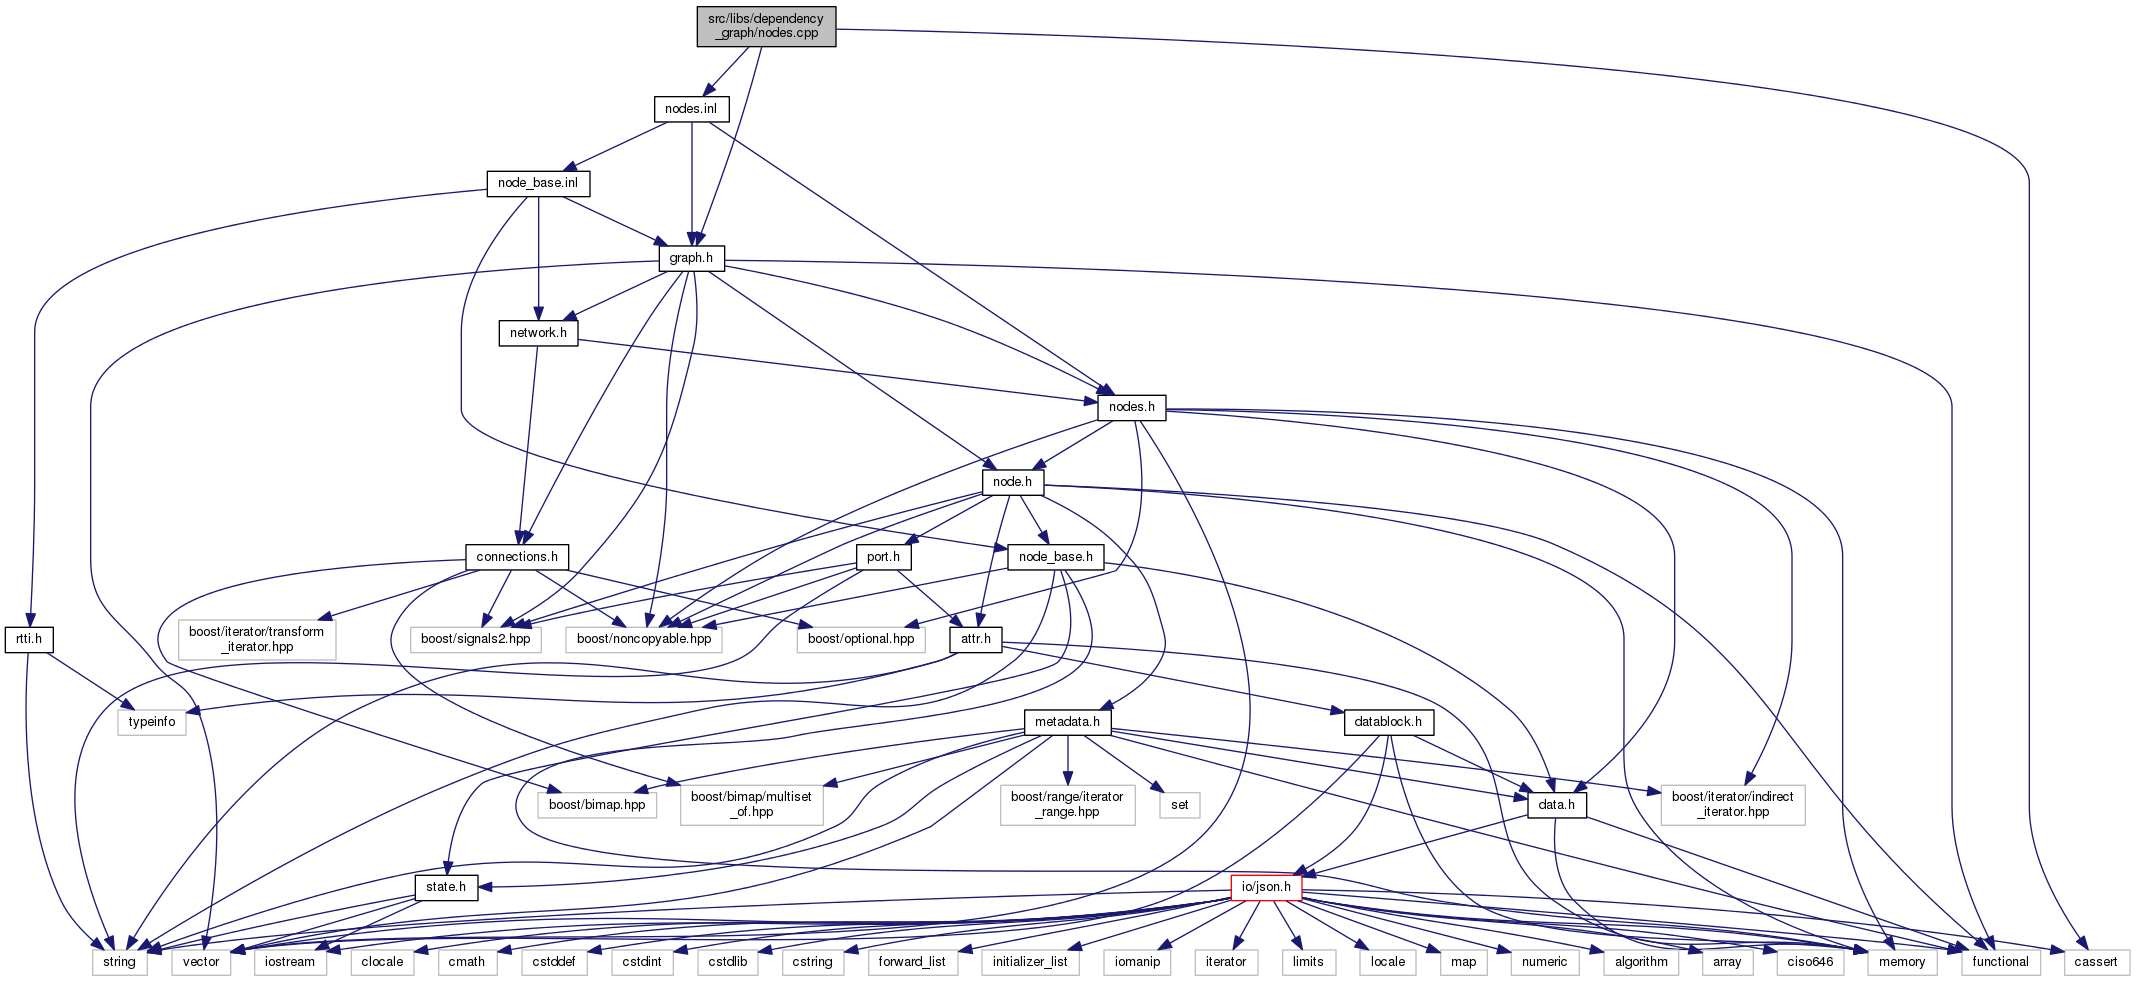 src/libs/dependency
_graph/nodes.cpp
nodes.inl
node_base.inl
graph.h
network.h
nodes.h
node.h
connections.h
port.h
node_base.h
rtti.h
boost/iterator/transform
_iterator.hpp
boost/signals2.hpp
boost/noncopyable.hpp
boost/optional.hpp
attr.h
typeinfo
metadata.h
datablock.h
boost/bimap.hpp
boost/bimap/multiset
_of.hpp
boost/range/iterator
_range.hpp
set
data.h
boost/iterator/indirect
_iterator.hpp
state.h
io/json.h
string
vector
iostream
clocale
cmath
cstddef
cstdint
cstdlib
cstring
forward_list
initializer_list
iomanip
iterator
limits
locale
map
numeric
algorithm
array
ciso646
memory
functional
cassert